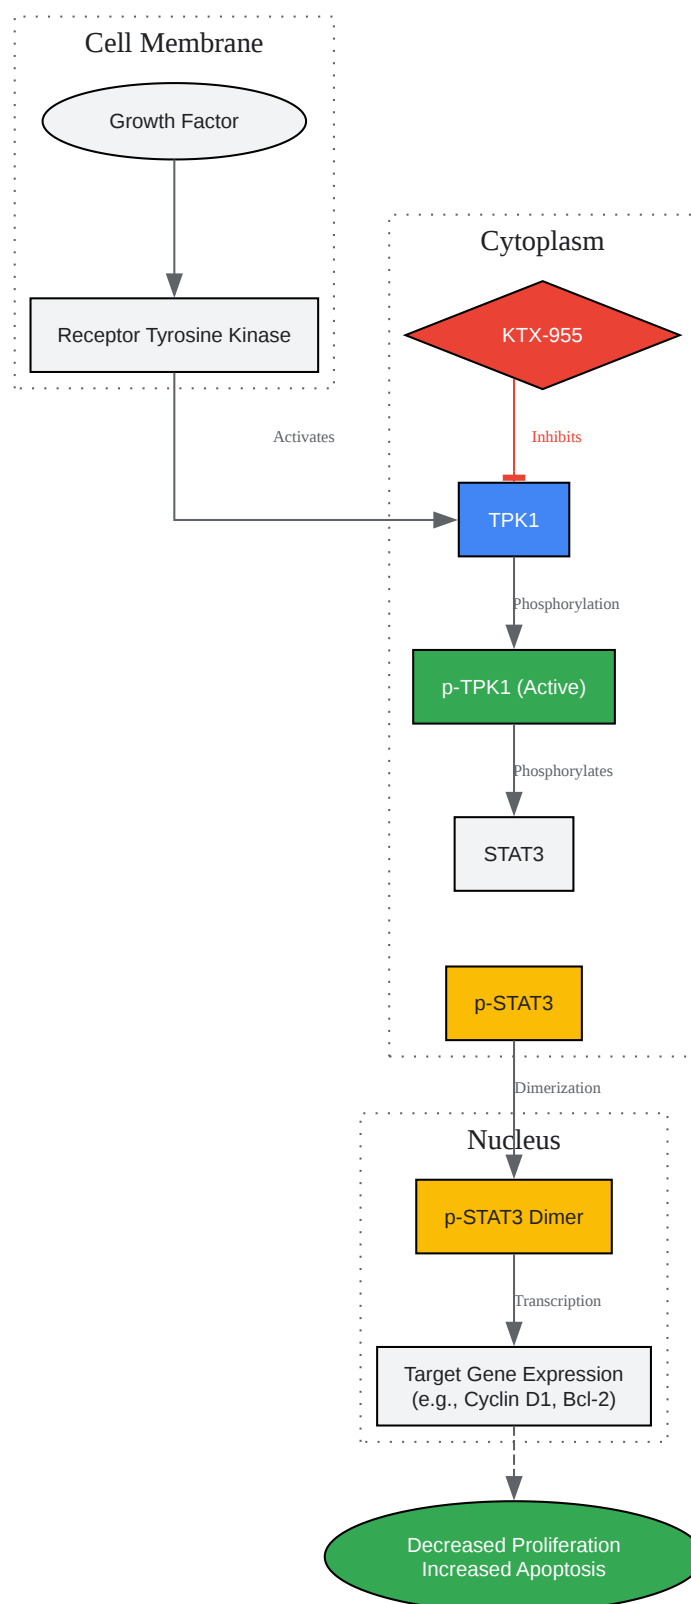 Cell Membrane
Growth Factor
Receptor Tyrosine Kinase
Activates
Cytoplasm
KTX-955
Inhibits
TPK1
Phosphorylation
p-TPK1 (Active)
Phosphorylates
STAT3
p-STAT3
Dimerization
Nucleus
p-STAT3 Dimer
Transcription
Target Gene Expression
(e.g., Cyclin D1, Bcl-2)
Decreased Proliferation
Increased Apoptosis